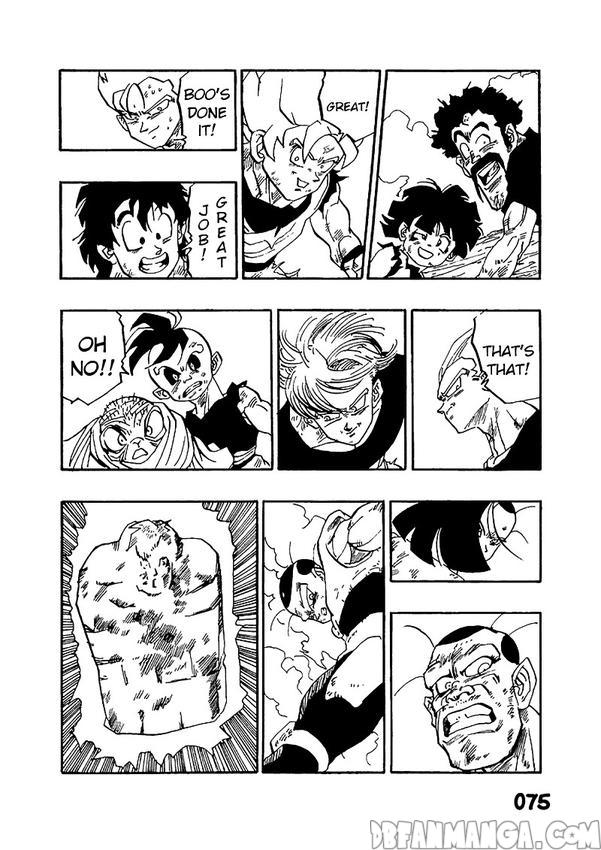 BOO'S
DONE
IT!
GREAT!
GREAT
JOB!
OH
NO!!
THAT'S
THAT!
075
DBFANMANGA.COM